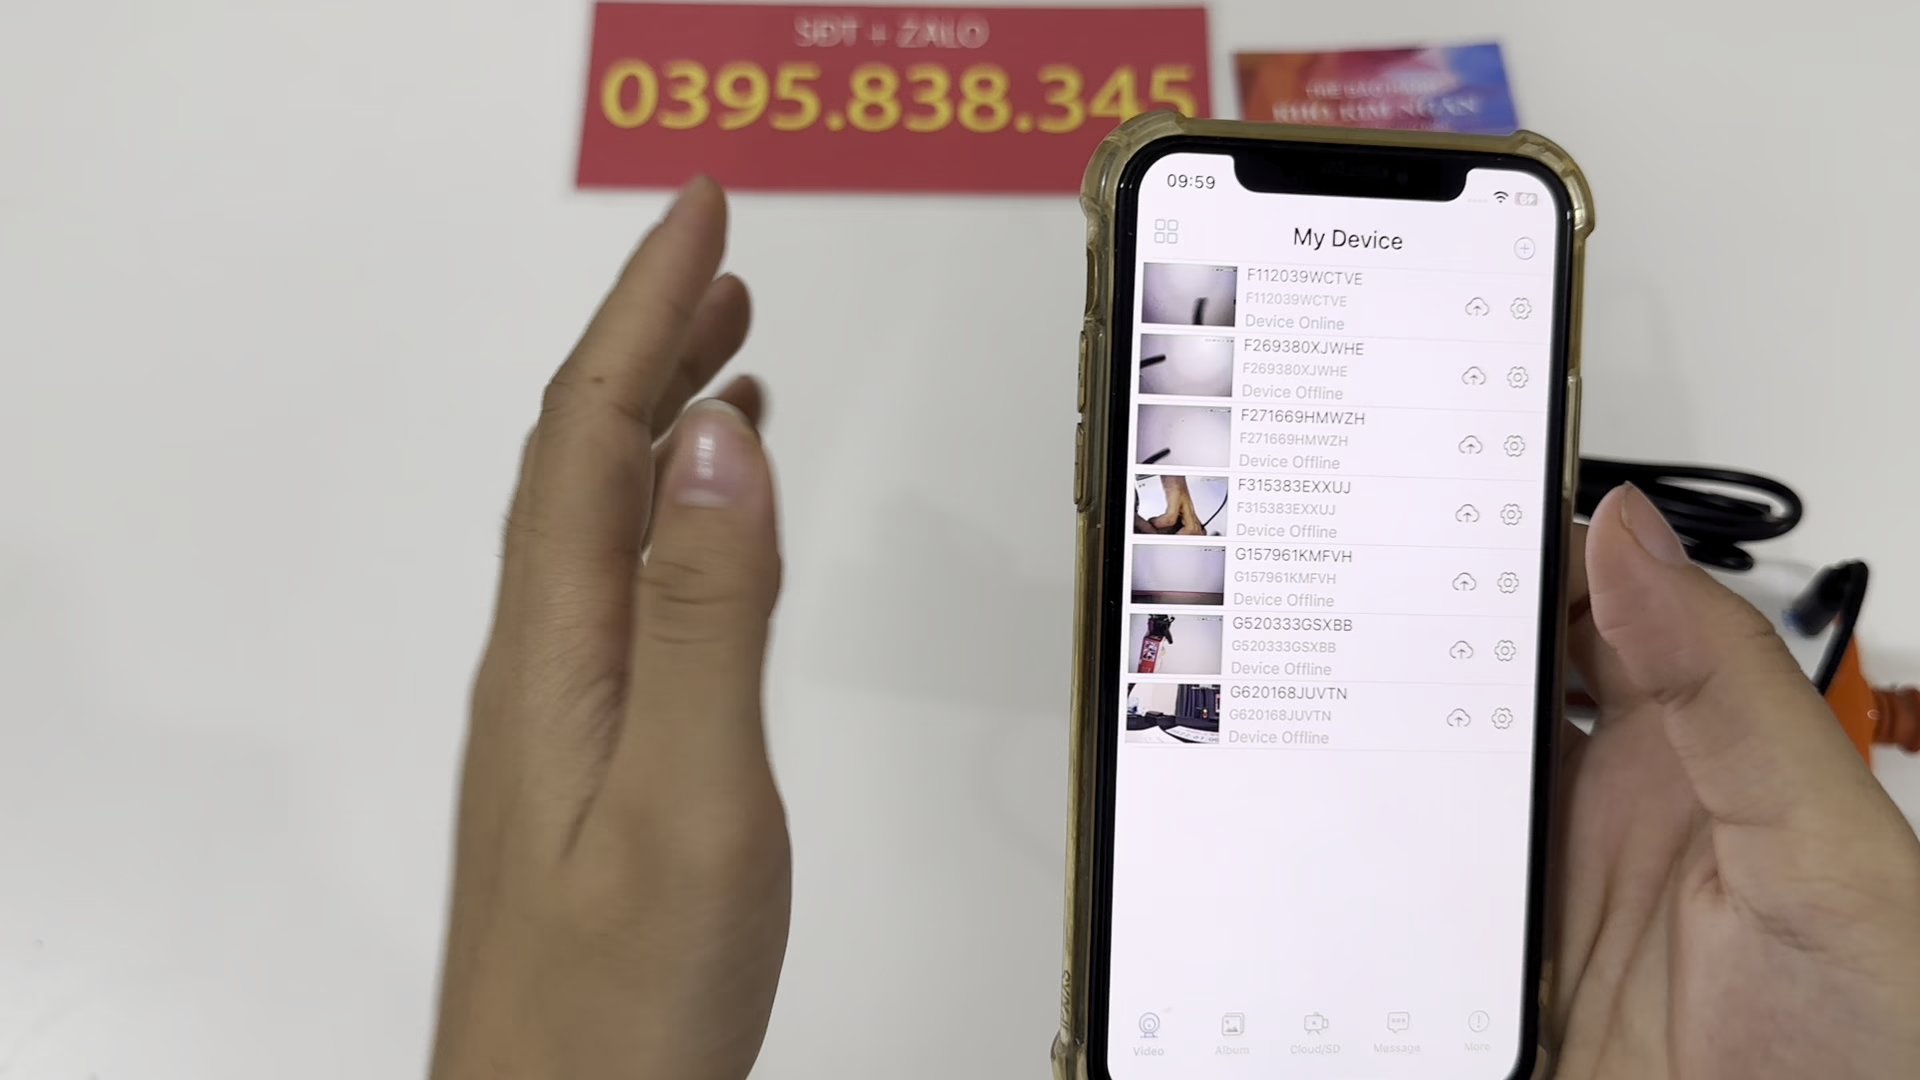 SĐT + ZALO
0395.838.345
09:59
My Device
F112039WCTVE
F112039WCTVE
Device Online
F269380XJWHE
F269380XJWHE
Device Offline
F271669HMWZH
F271669HMWZH
Device Offline
F315383EXXUJ
F315383EXXUJ
Device Offline
G157961KMFVH
G157961KMFVH
Device Offline
G520333GSXBB
G520333GSXBB
Device Offline
G620168JUVTN
G620168JUVTN
Device Offline
Video
Album
Cloud/SD
Message
More